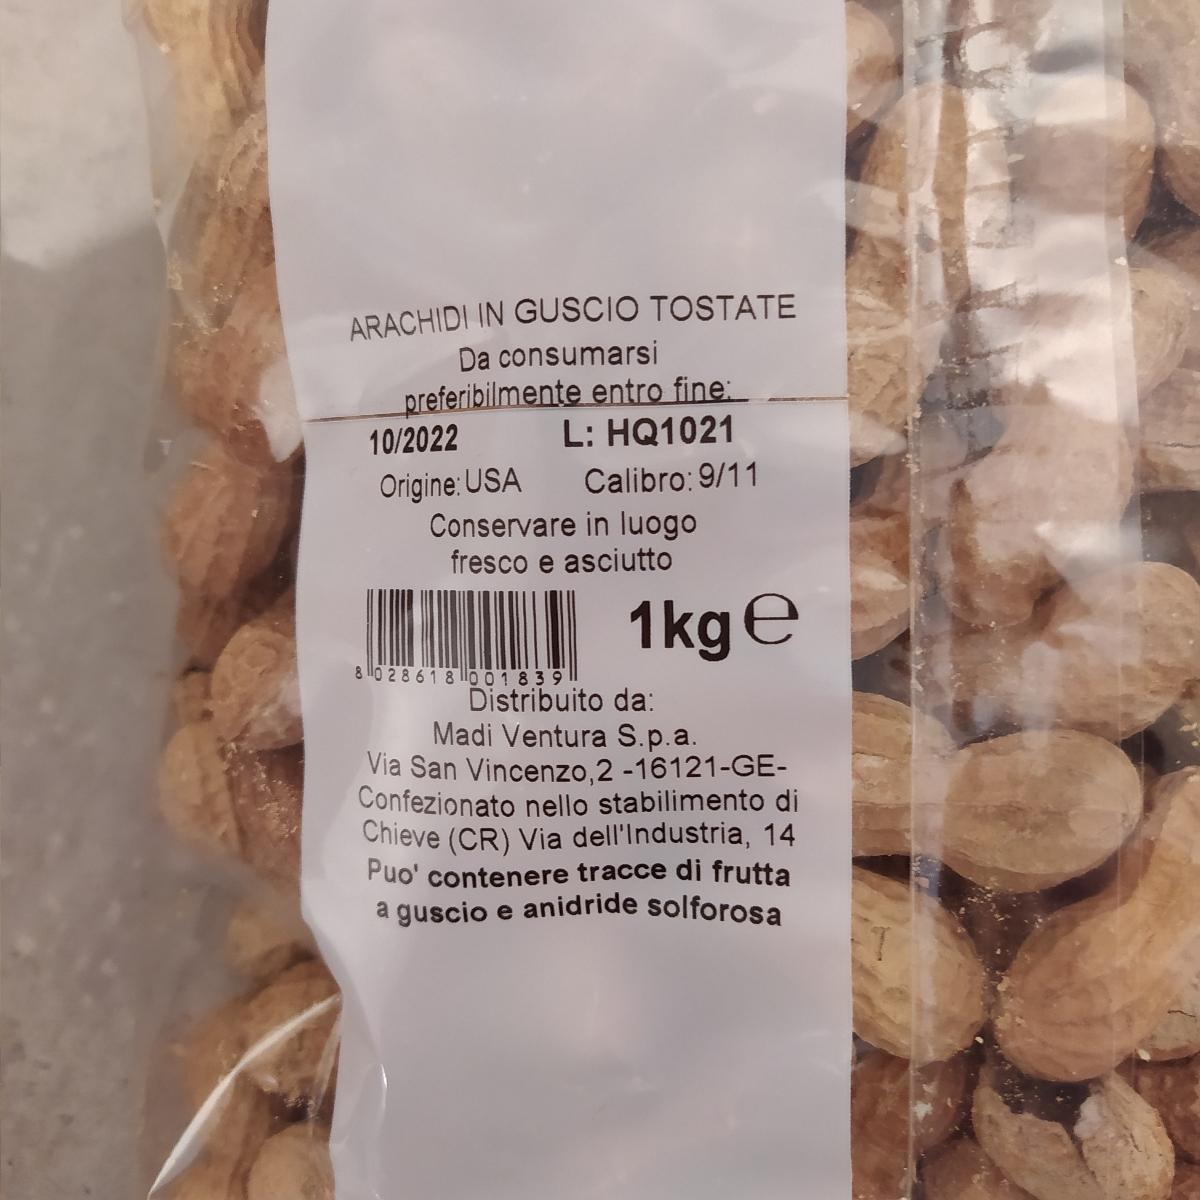 ARACHIDI IN GUSCIO TOSTATE
Da consumarsi
preferibilmente entro fine:
10/2022 L: HQ1021
Origine: USA Calibro: 9/11
Conservare in luogo
fresco e asciutto
1kg ℮
8 028618 001839
Distribuito da:
Madi Ventura S.p.a.
Via San Vincenzo,2 -16121-GE-
Confezionato nello stabilimento di
Chieve (CR) Via dell'Industria, 14
Puo' contenere tracce di frutta
a guscio e anidride solforosa